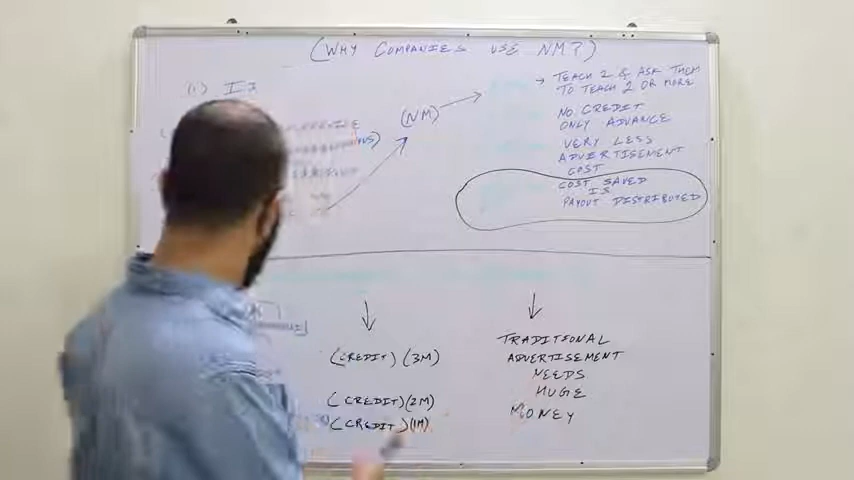 (WHY COMPANIES USE NM?)
(1)
(NM)
→ TEACH 2 & ASK THEM
TO TEACH 2 OR MORE
NO CREDIT
ONLY ADVANCE
VERY LESS
ADVERTISEMENT
COST
COST SAVED
IS
PAYOUT DISTRIBUTED
(CREDIT) (3M)
(CREDIT) (2M)
(CREDIT) (1M)
TRADITIONAL
ADVERTISEMENT
NEEDS
HUGE
MONEY